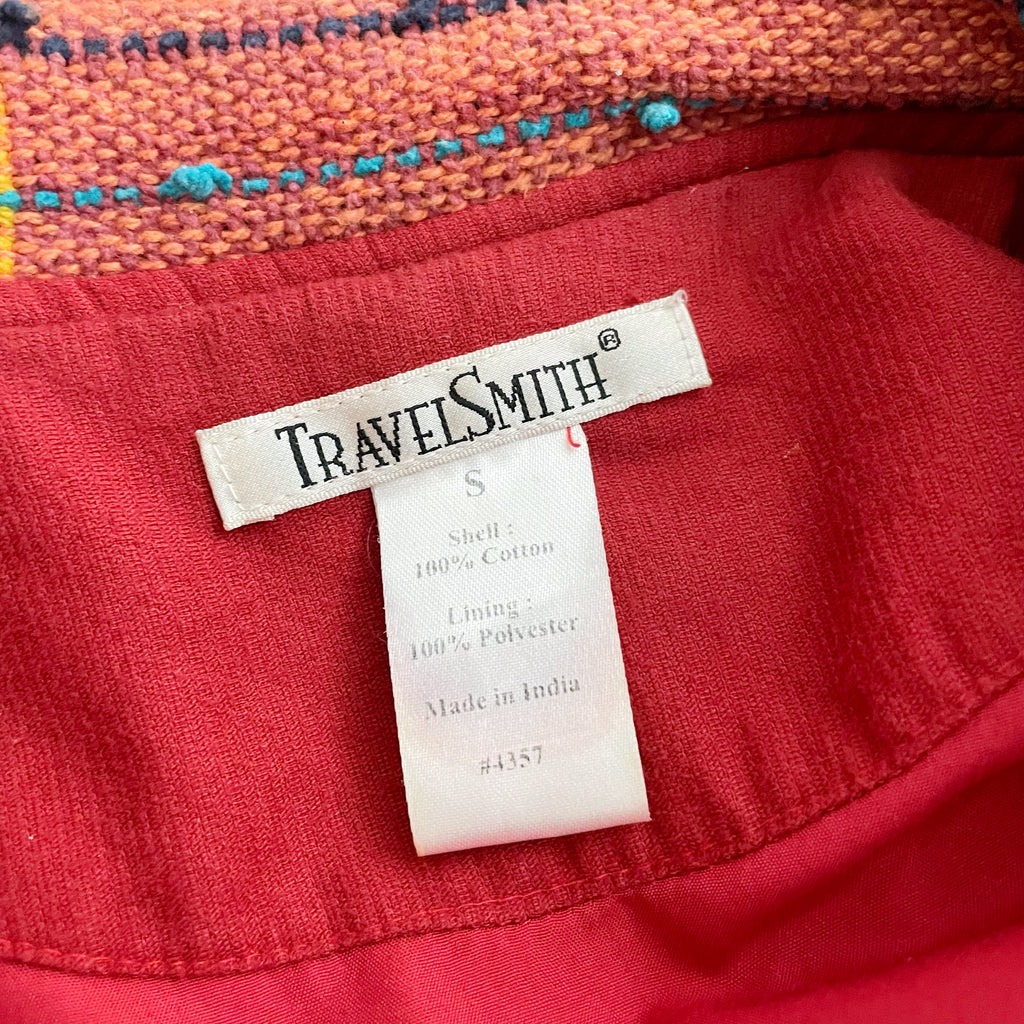 TRAVELSMITH®
S
Shell :
100% Cotton
Lining :
100% Polyester
Made in India
#4357